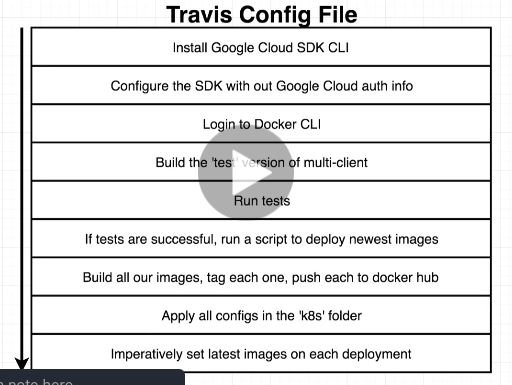 Travis Config File
Install Google Cloud SDK CLI
Configure the SDK with out Google Cloud auth info
Login to Docker CLI
Build the 'test' version of multi-client
Run tests
If tests are successful, run a script to deploy newest images
Build all our images, tag each one, push each to docker hub
Apply all configs in the 'k8s' folder
Imperatively set latest images on each deployment
note here